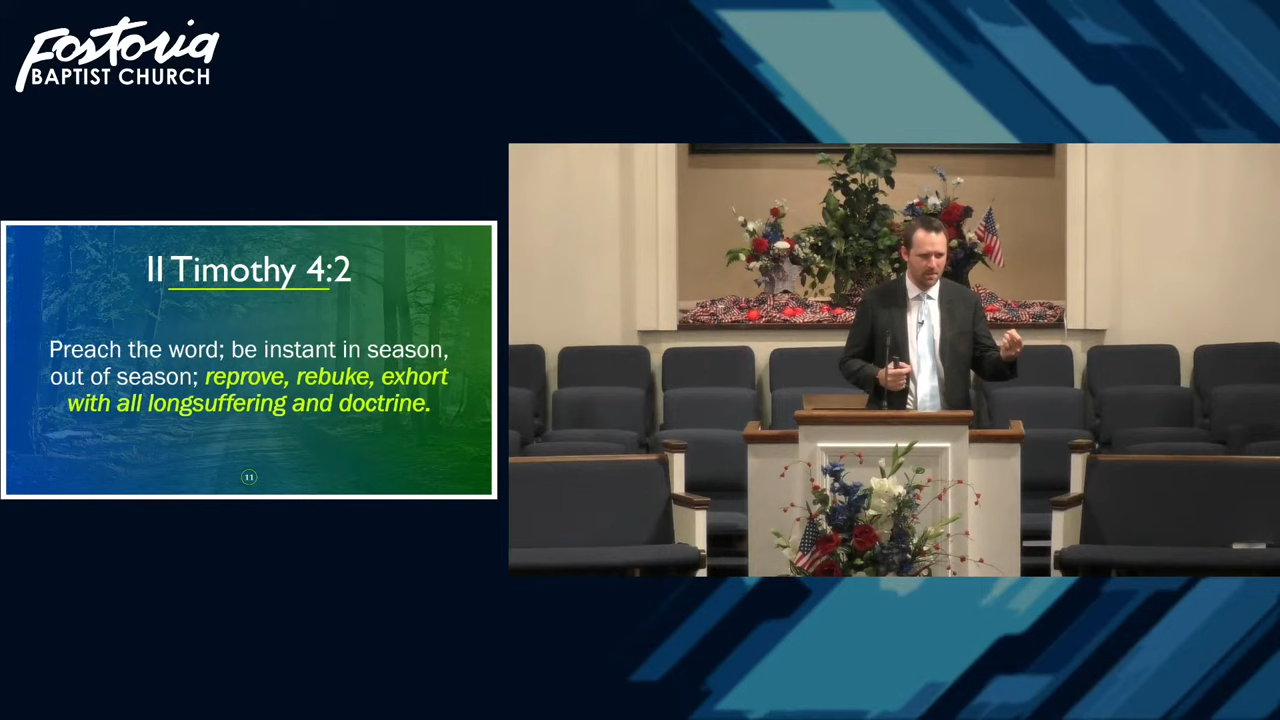 Fostoria
BAPTIST CHURCH
II Timothy 4:2
Preach the word; be instant in season,
out of season; reprove, rebuke, exhort
with all longsuffering and doctrine.
11